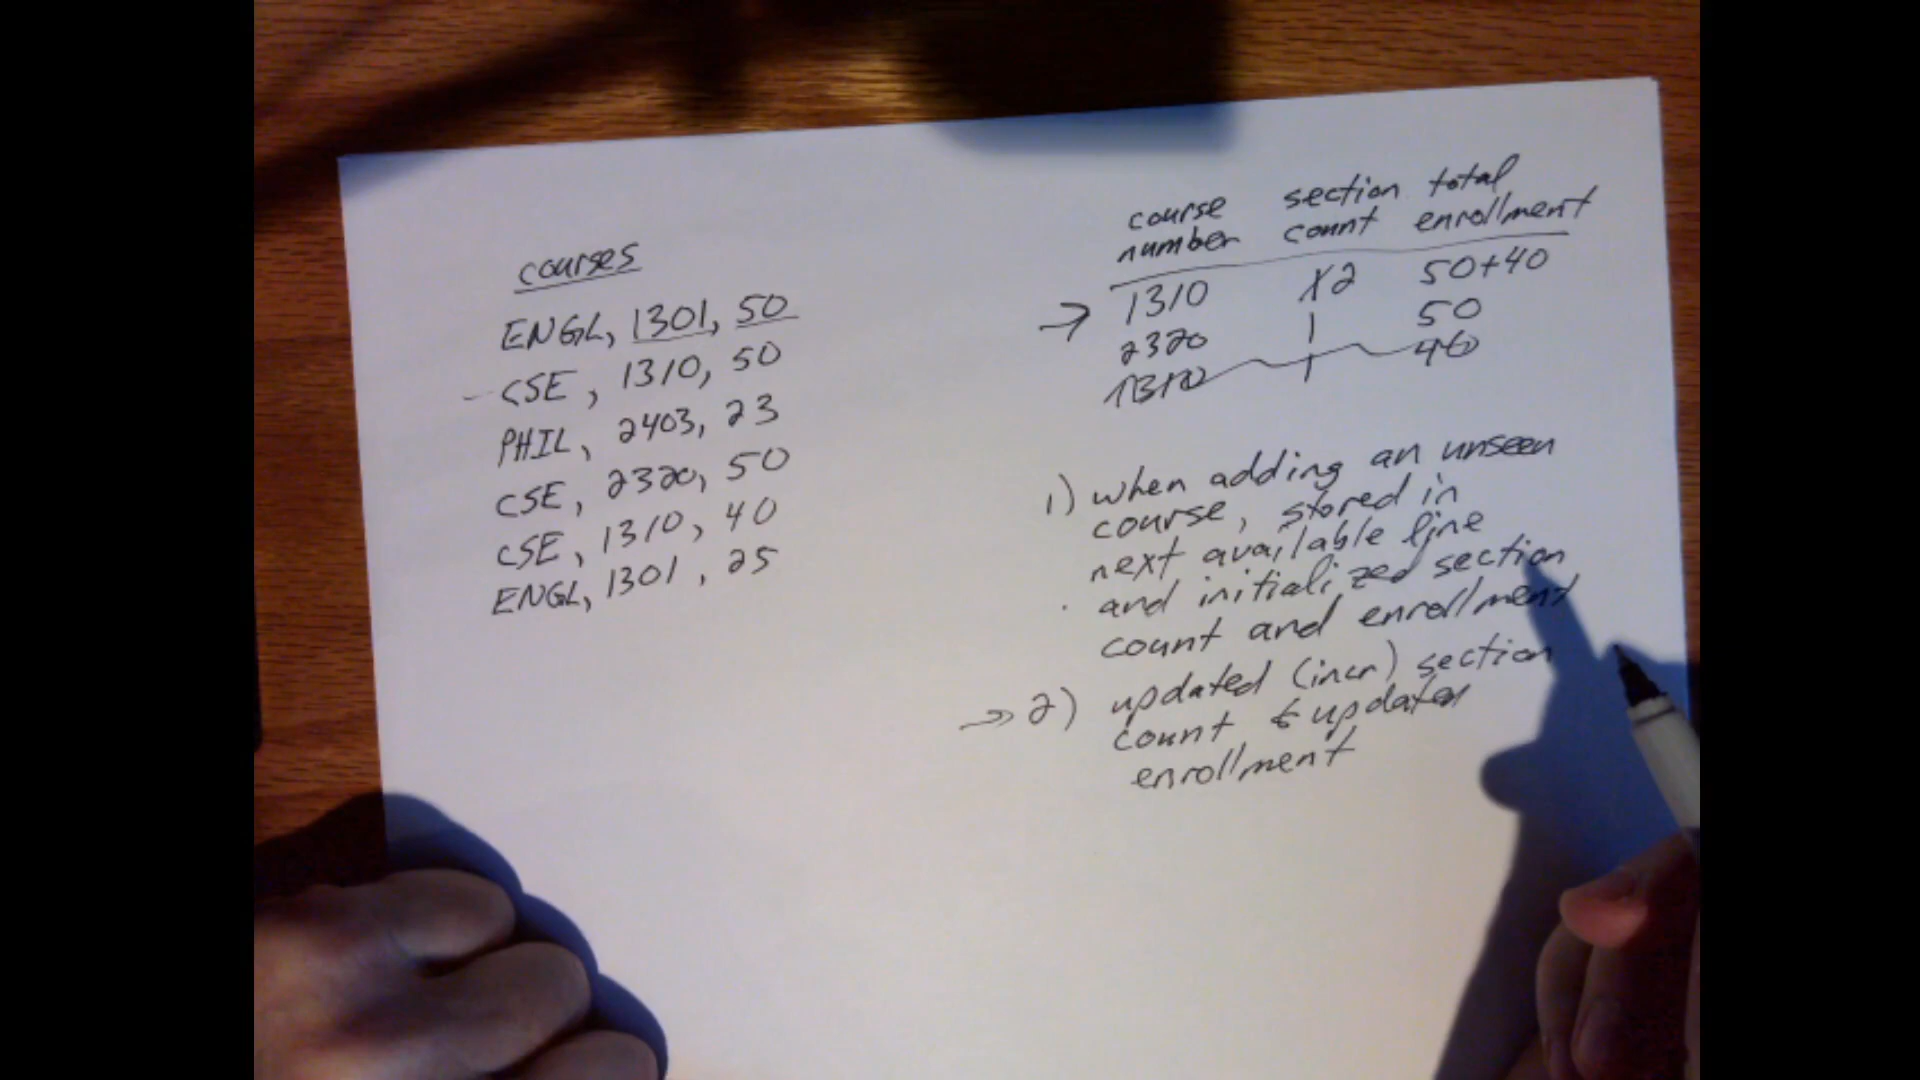 courses
ENGL, 1301, 50
CSE, 1310, 50
PHIL, 2403, 23
CSE, 2320, 50
CSE, 1310, 40
ENGL, 1301, 25
course section total
number count enrollment
1310 1 2 50+40
2320 1 50
1310 1 40
1) when adding an unseen
course, stored in
next available line
and initialized section
count and enrollment
2) updated (incr) section
count & updated
enrollment